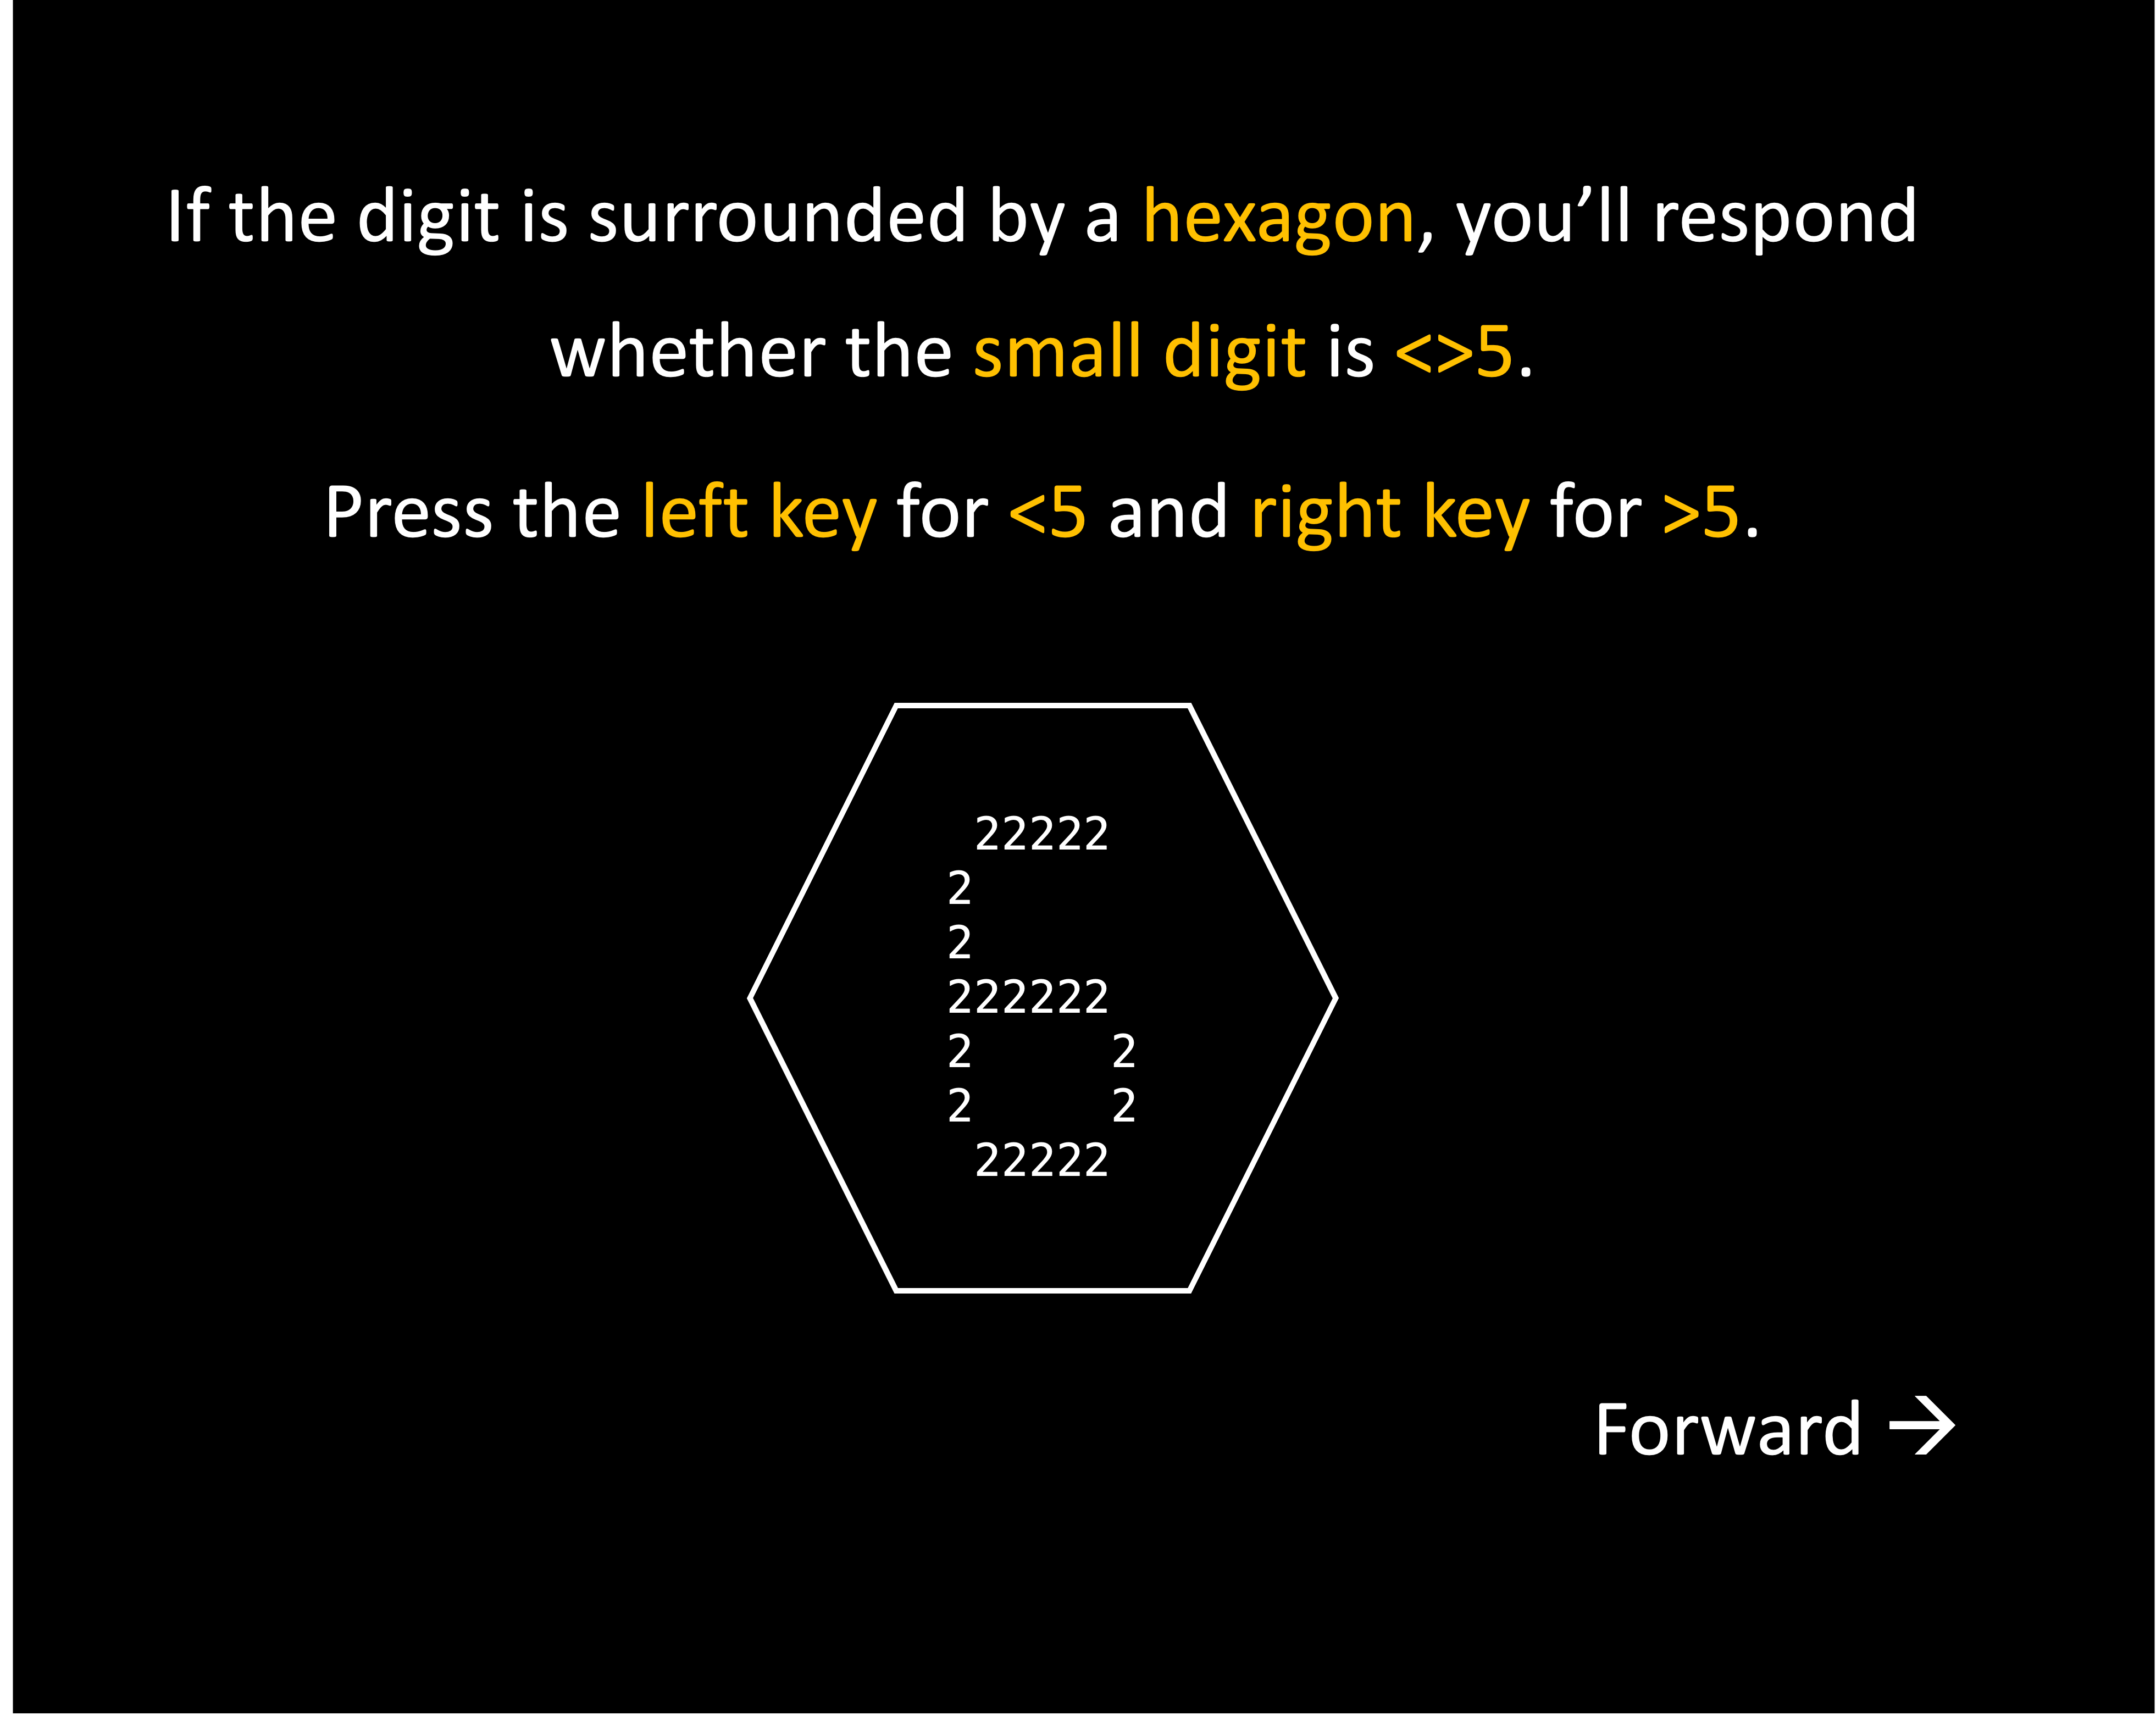 If the digit is surrounded by a hexagon, you’ll respond
whether the small digit is <>5.
Press the left key for <5 and right key for >5.
22222
2
2
222222
2 2
2 2
22222
Forward →